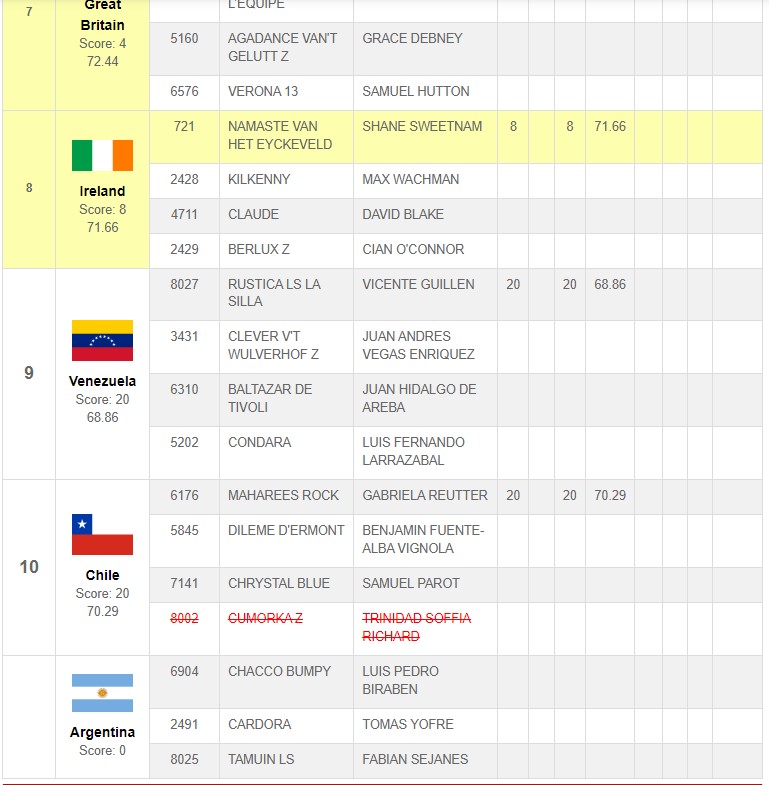 7
Great
Britain
Score: 4
72.44
L'EQUIPE
5160 AGADANCE VAN'T GELUTT Z GRACE DEBNEY
6576 VERONA 13 SAMUEL HUTTON
8
Ireland
Score: 8
71.66
721 NAMASTE VAN HET EYCKEVELD SHANE SWEETNAM 8 8 71.66
2428 KILKENNY MAX WACHMAN
4711 CLAUDE DAVID BLAKE
2429 BERLUX Z CIAN O'CONNOR
9
Venezuela
Score: 20
68.86
8027 RUSTICA LS LA SILLA VICENTE GUILLEN 20 20 68.86
3431 CLEVER V'T WULVERHOF Z JUAN ANDRES VEGAS ENRIQUEZ
6310 BALTAZAR DE TIVOLI JUAN HIDALGO DE AREBA
5202 CONDARA LUIS FERNANDO LARRAZABAL
10
Chile
Score: 20
70.29
6176 MAHAREES ROCK GABRIELA REUTTER 20 20 70.29
5845 DILEME D'ERMONT BENJAMIN FUENTE-ALBA VIGNOLA
7141 CHRYSTAL BLUE SAMUEL PAROT
8002 CUMORKA Z TRINIDAD SOFFIA RICHARD
Argentina
Score: 0
6904 CHACCO BUMPY LUIS PEDRO BIRABEN
2491 CARDORA TOMAS YOFRE
8025 TAMUIN LS FABIAN SEJANES